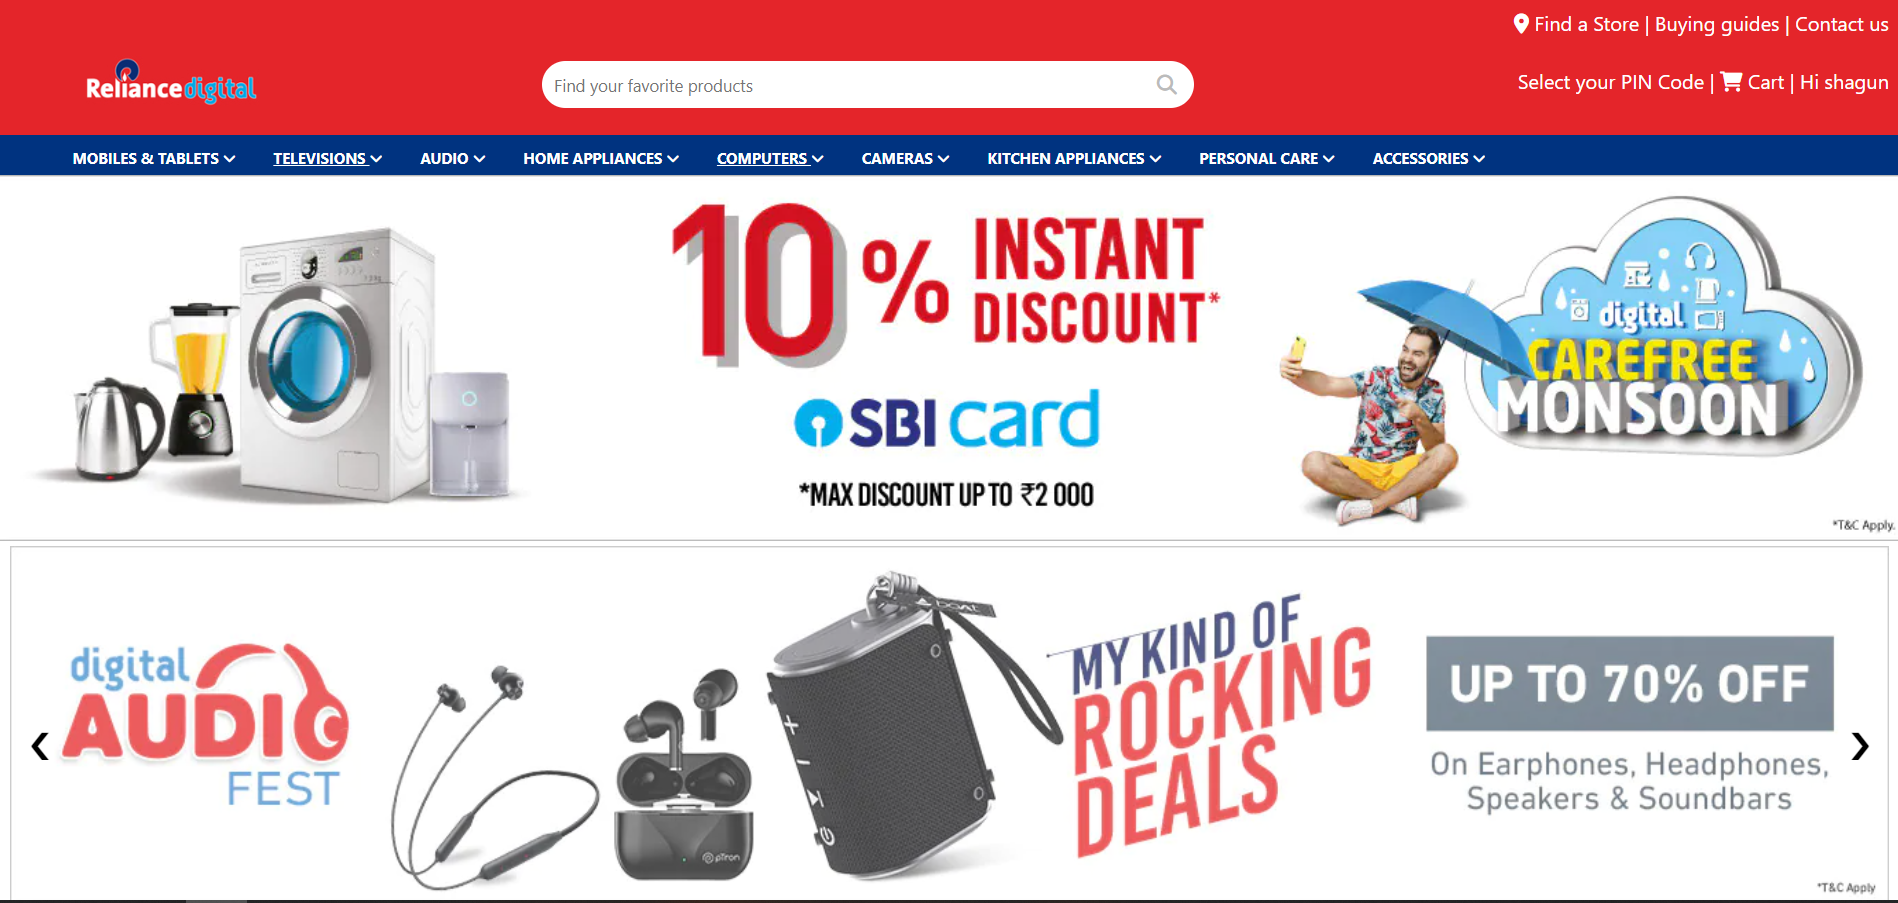 Find a Store | Buying guides | Contact us
Reliance digital
Find your favorite products
Select your PIN Code | Cart | Hi shagun
MOBILES & TABLETS TELEVISIONS AUDIO HOME APPLIANCES COMPUTERS CAMERAS KITCHEN APPLIANCES PERSONAL CARE ACCESSORIES
10% INSTANT
DISCOUNT*
SBI card
*MAX DISCOUNT UP TO ₹2 000
digital
CAREFREE
MONSOON
*T&C Apply.
digital
AUDIO
FEST
pTron
boAt
MY KIND OF
ROCKING
DEALS
UP TO 70% OFF
On Earphones, Headphones,
Speakers & Soundbars
*T&C Apply